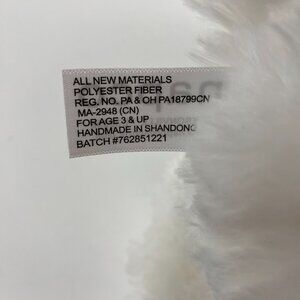 ALL NEW MATERIALS
POLYESTER FIBER
REG. NO. PA & OH PA18799CN
MA-2948 (CN)
FOR AGE 3 & UP
HANDMADE IN SHANDONG
BATCH #762851221